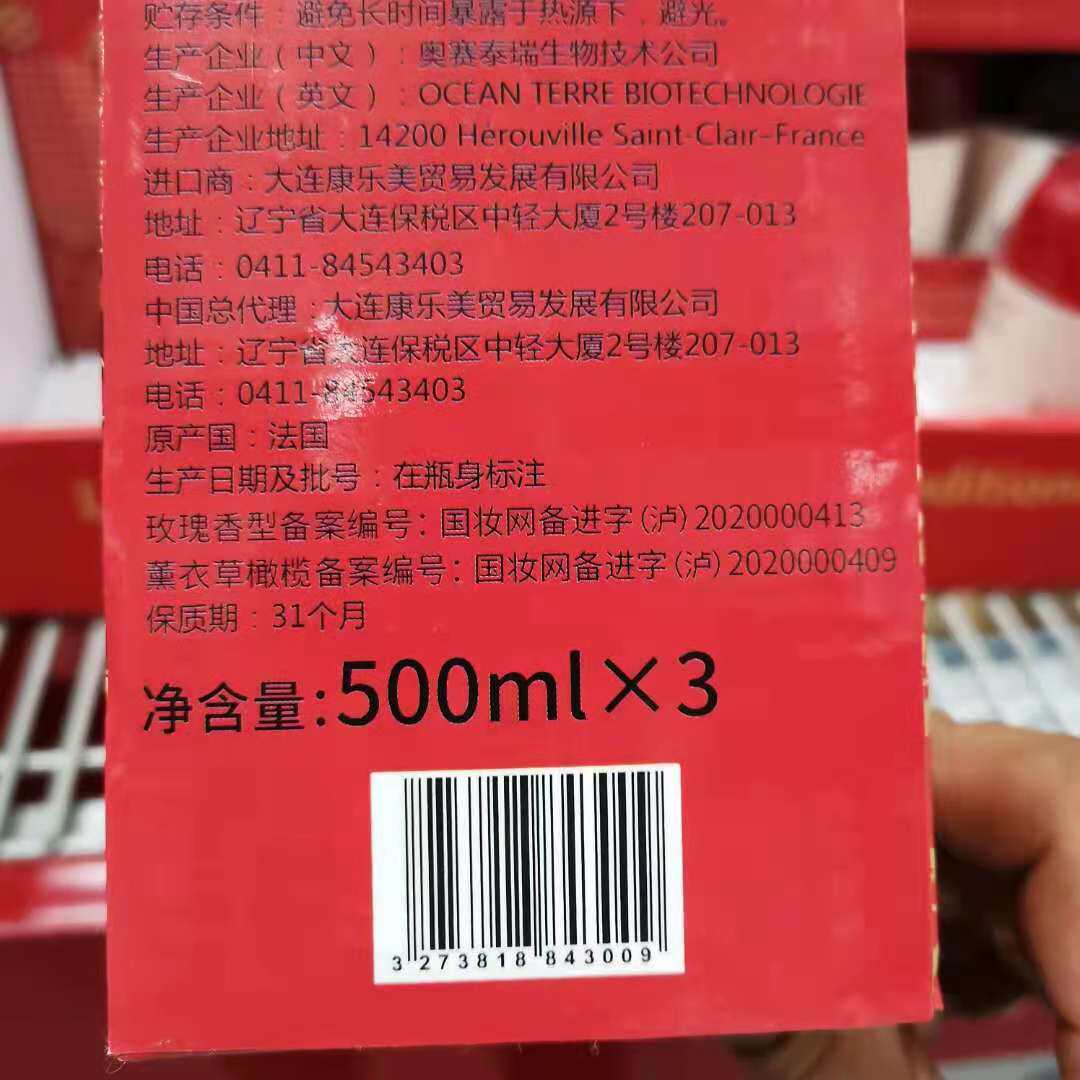 贮存条件：避免长时间暴露于热源下，避光。
生产企业（中文）：奥赛泰瑞生物技术公司
生产企业（英文）：OCEAN TERRE BIOTECHNOLOGIE
生产企业地址：14200 Hérouville Saint-Clair-France
进口商：大连康乐美贸易发展有限公司
地址：辽宁省大连保税区中轻大厦2号楼207-013
电话：0411-84543403
中国总代理：大连康乐美贸易发展有限公司
地址：辽宁省大连保税区中轻大厦2号楼207-013
电话：0411-84543403
原产国：法国
生产日期及批号：在瓶身标注
玫瑰香型备案编号：国妆网备进字(泸)2020000413
薰衣草橄榄备案编号：国妆网备进字(泸)2020000409
保质期：31个月
净含量:500ml×3
3 273818 843009